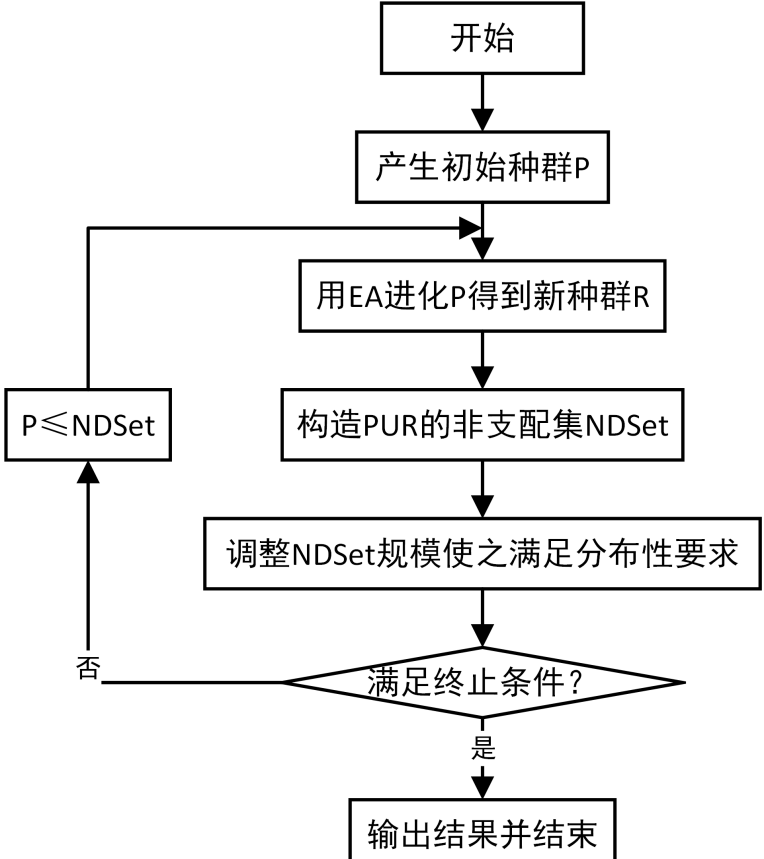 开始
产生初始种群P
用EA进化P得到新种群R
P≤NDSet
构造PUR的非支配集NDSet
调整NDSet规模使之满足分布性要求
否
满足终止条件?
是
输出结果并结束